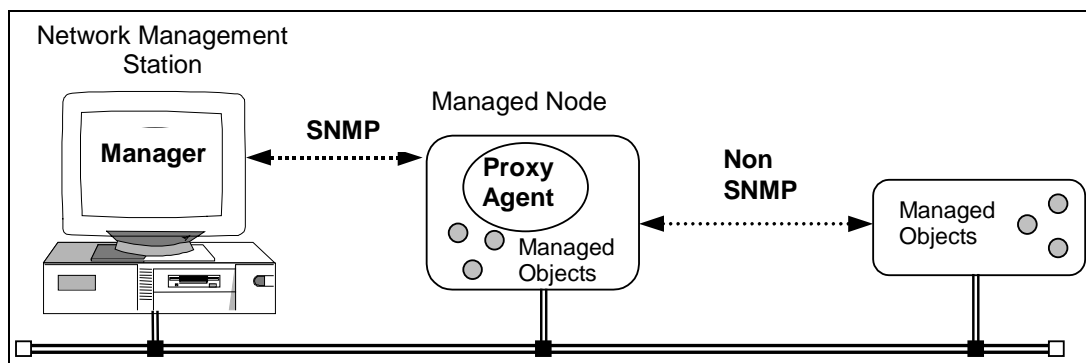 Network Management
Station
Manager
SNMP
Managed Node
Proxy
Agent
Managed
Objects
Non
SNMP
Managed
Objects